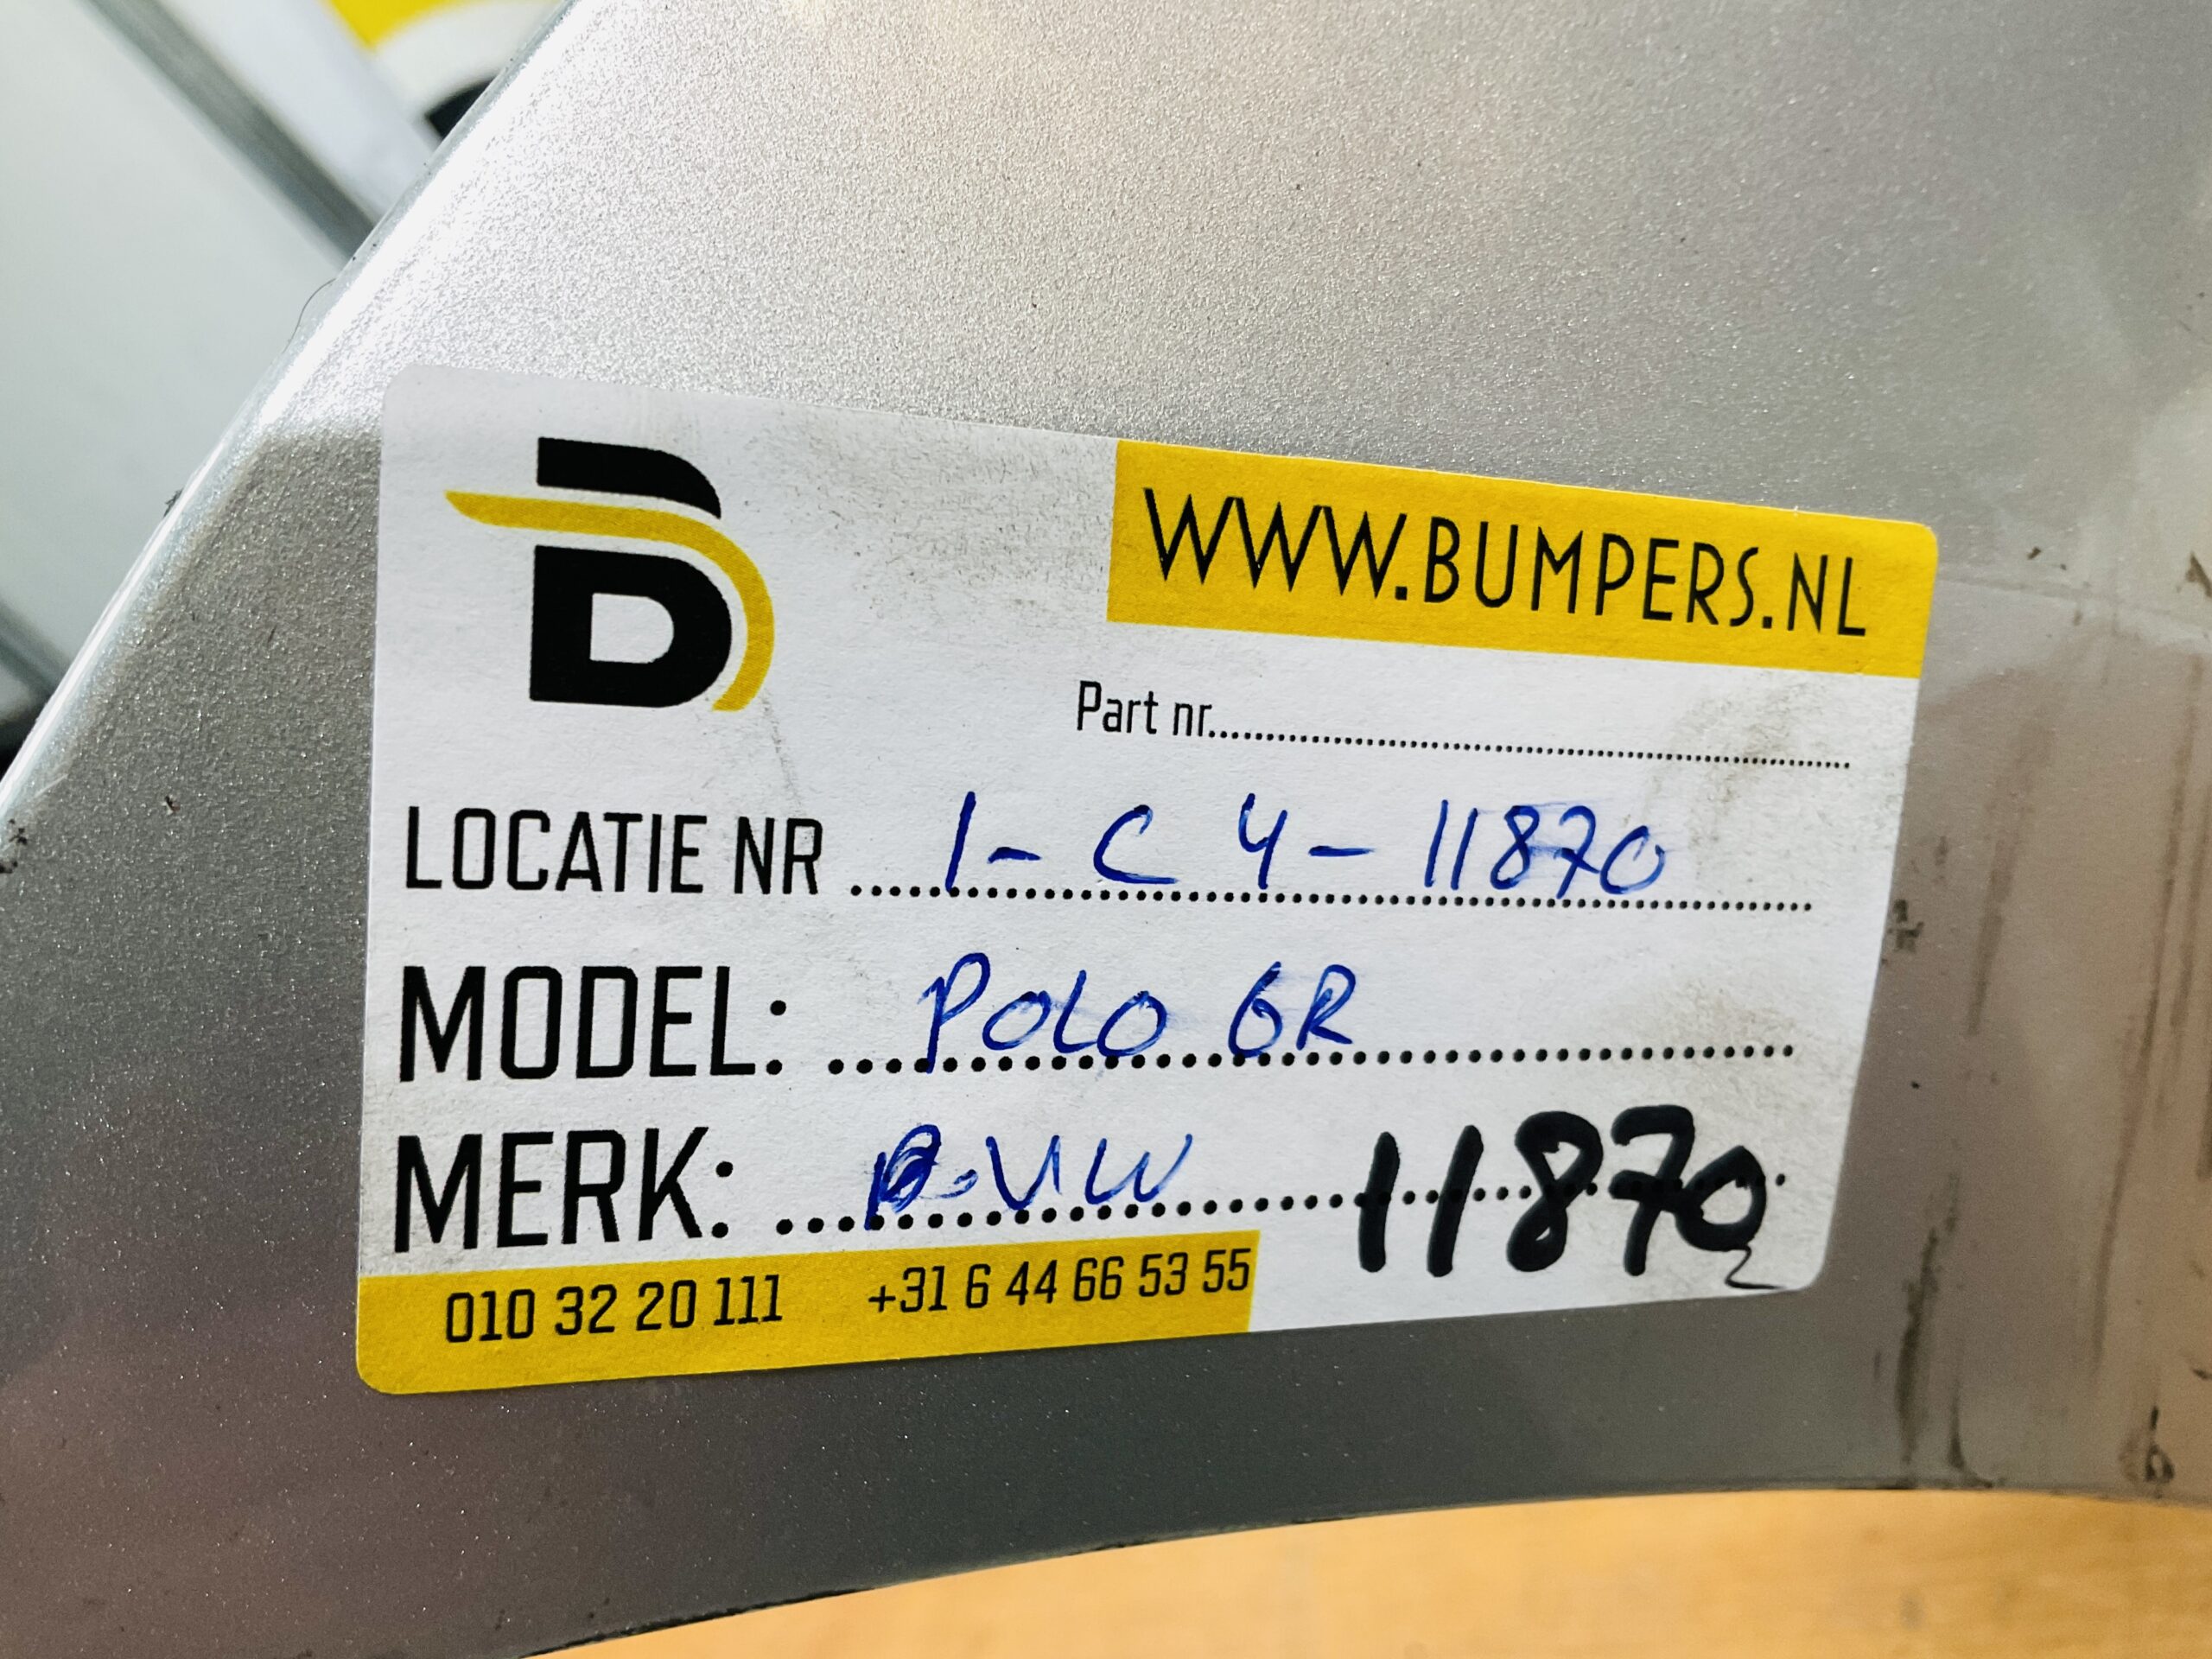 WWW.BUMPERS.NL
Part nr.
LOCATIE NR 1-C4-11870
MODEL: POLO 6R
MERK: VW 11870
010 32 20 111 +31 6 44 66 53 55